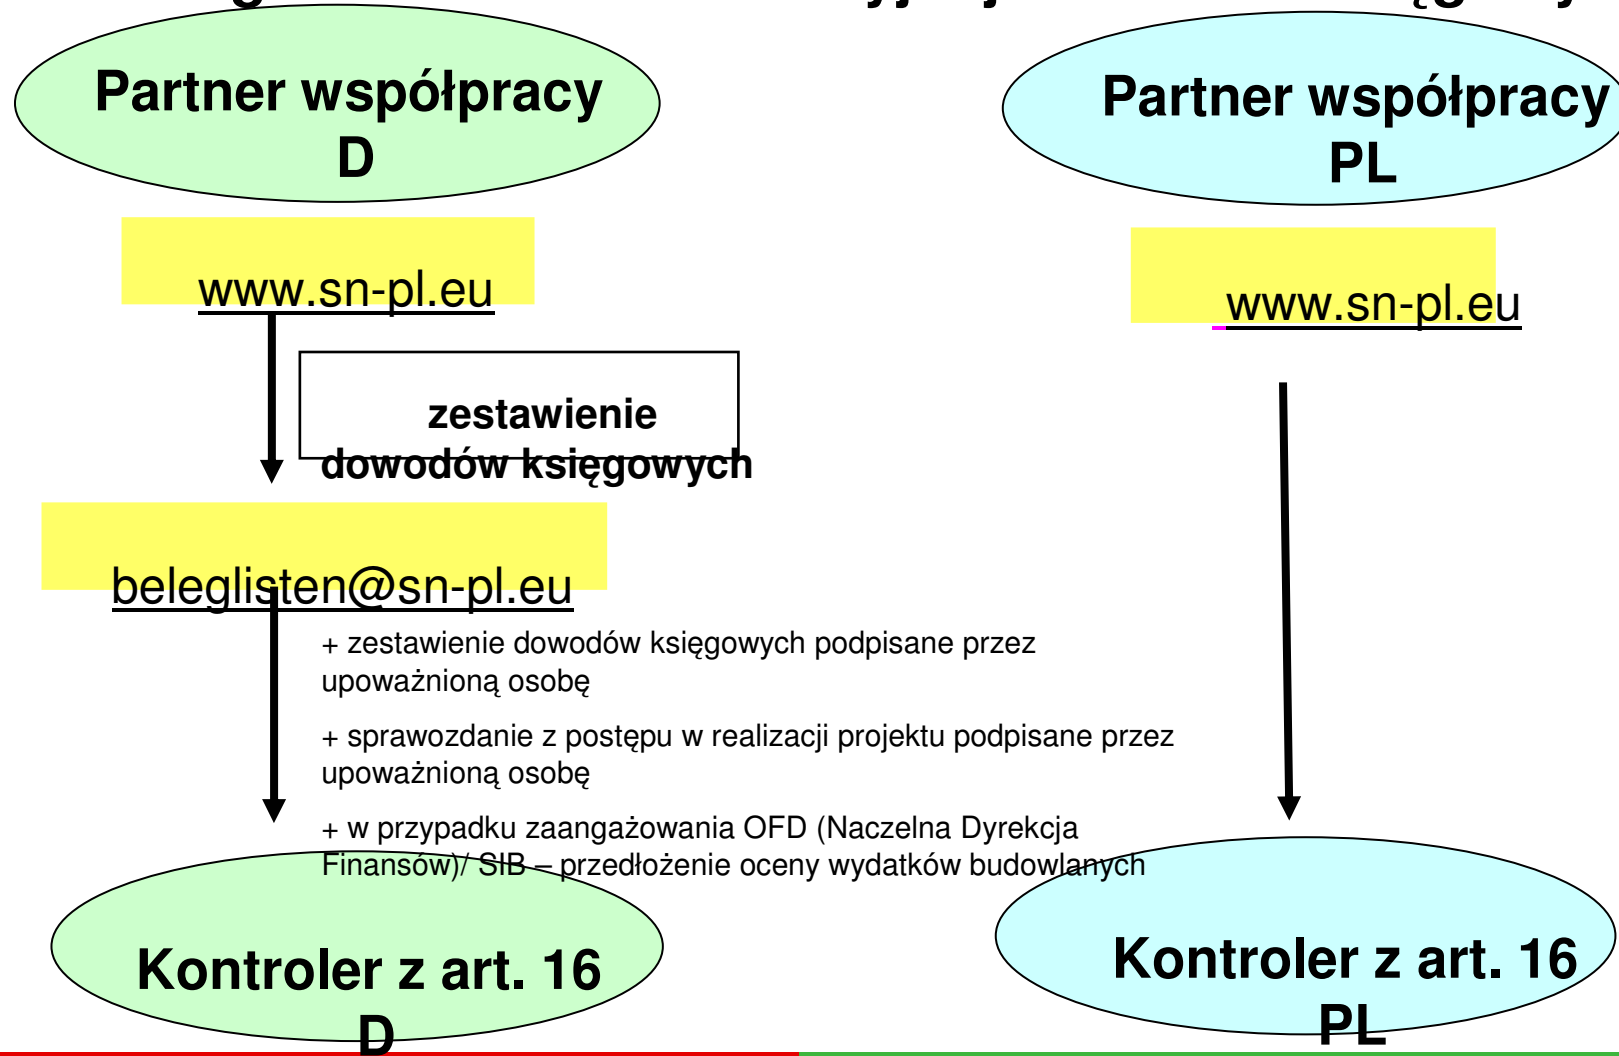 Partner współpracy
D
www.sn-pl.eu
zestawienie
dowodów księgowych
beleglisten@sn-pl.eu
+ zestawienie dowodów księgowych podpisane przez
upoważnioną osobę
+ sprawozdanie z postępu w realizacji projektu podpisane przez
upoważnioną osobę
+ w przypadku zaangażowania OFD (Naczelna Dyrekcja
Finansów)/ SIB – przedłożenie oceny wydatków budowlanych
Kontroler z art. 16
D
Partner współpracy
PL
www.sn-pl.eu
Kontroler z art. 16
PL